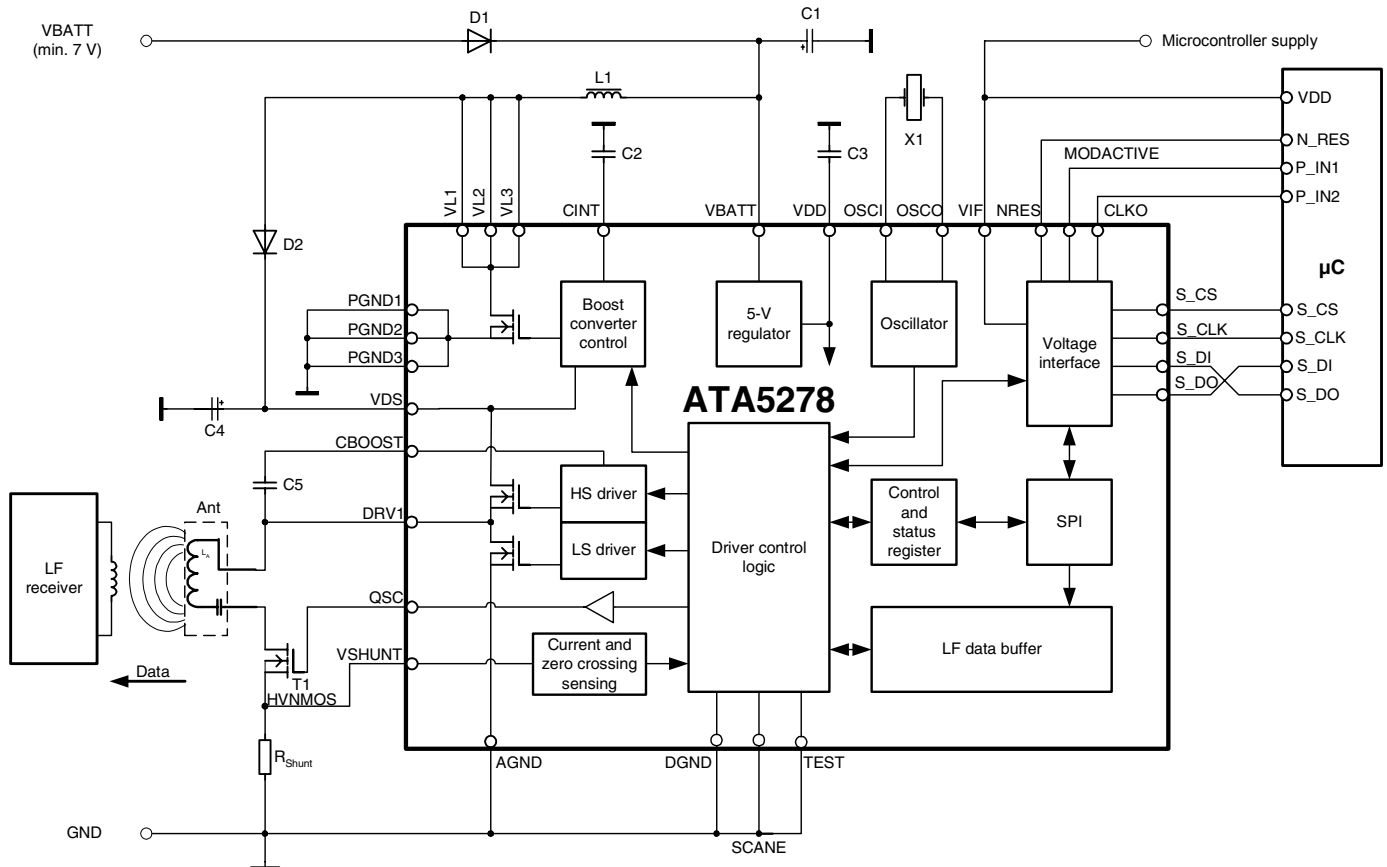 VBATT
(min. 7 V)
D1
C1
Microcontroller supply
L1
X1
VDD
C2
C3
N_RES
MODACTIVE
P_IN1
P_IN2
VL1
VL2
VL3
CINT
VBATT
VDD
OSCI
OSCO
VIF
NRES
CLKO
D2
µC
PGND1
PGND2
PGND3
Boost
converter
control
5-V
regulator
Oscillator
Voltage
interface
S_CS
S_CLK
S_DI
S_DO
S_CS
S_CLK
S_DI
S_DO
ATA5278
VDS
C4
CBOOST
C5
Ant
LA
DRV1
HS driver
LS driver
Driver control
logic
Control
and
status
register
SPI
LF
receiver
QSC
VSHUNT
Current and
zero crossing
sensing
LF data buffer
Data
T1
HVNMOS
RShunt
AGND
DGND
TEST
GND
SCANE